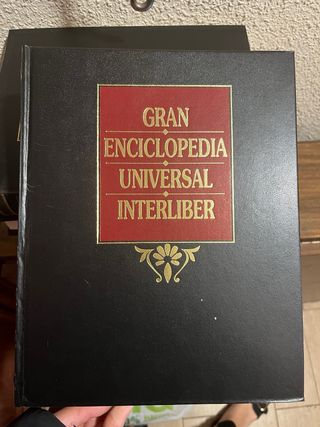 GRAN
ENCICLOPEDIA
UNIVERSAL
INTERLIBER